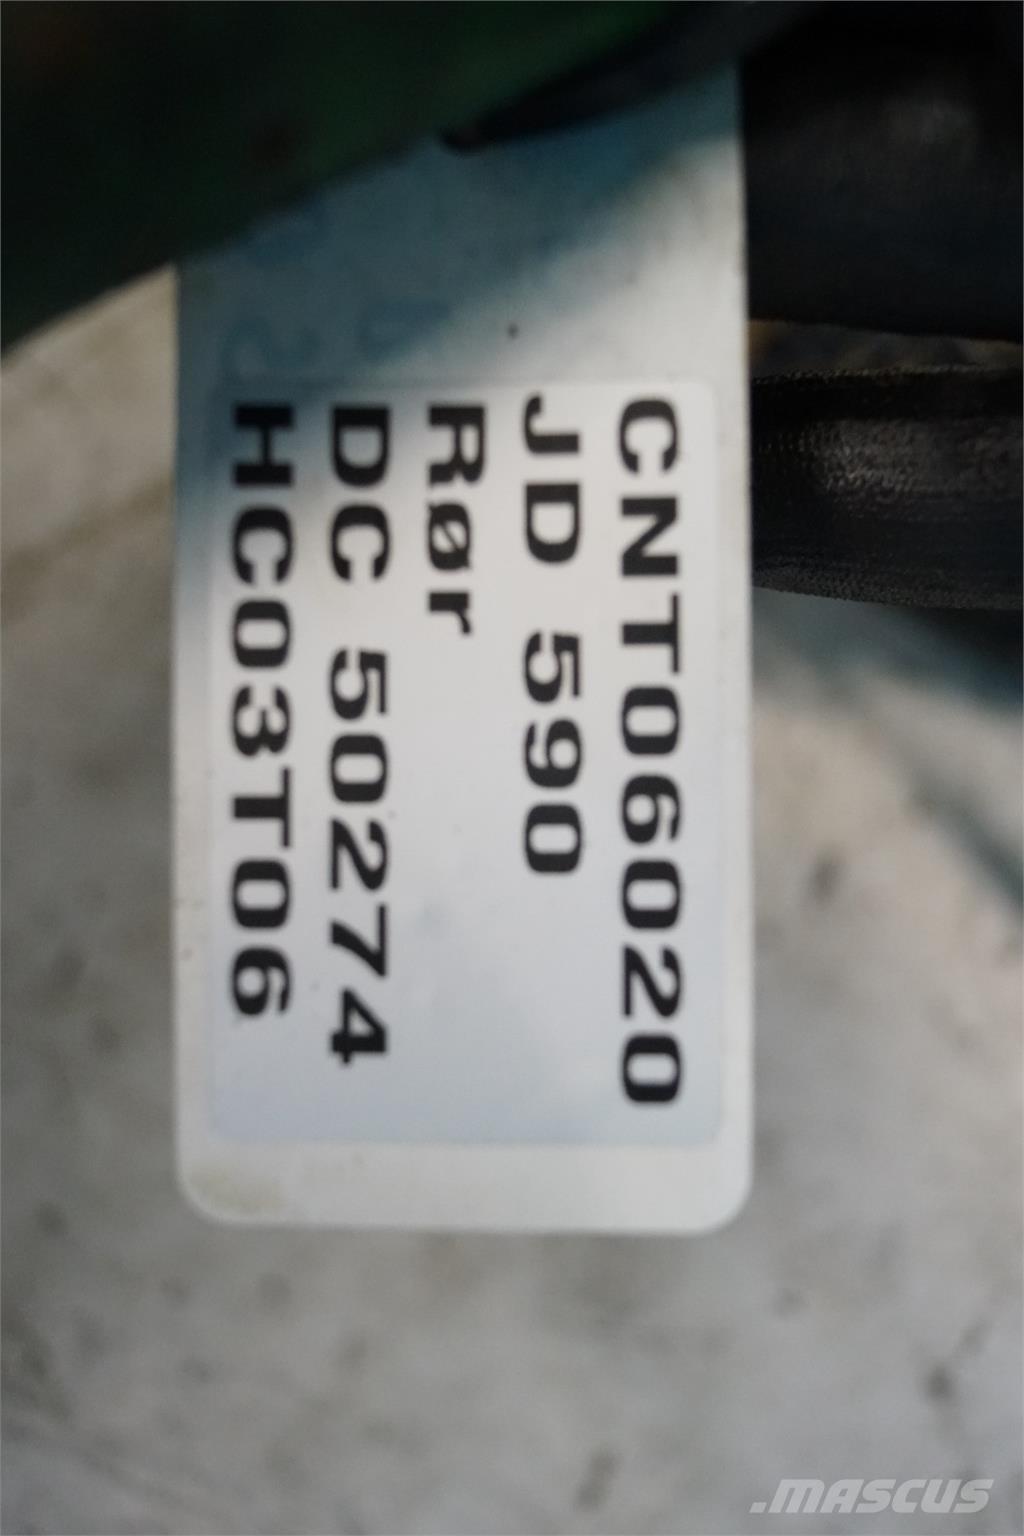 CNT06020
JD 590
Rør
DC 50274
HC03T06
.MASCUS